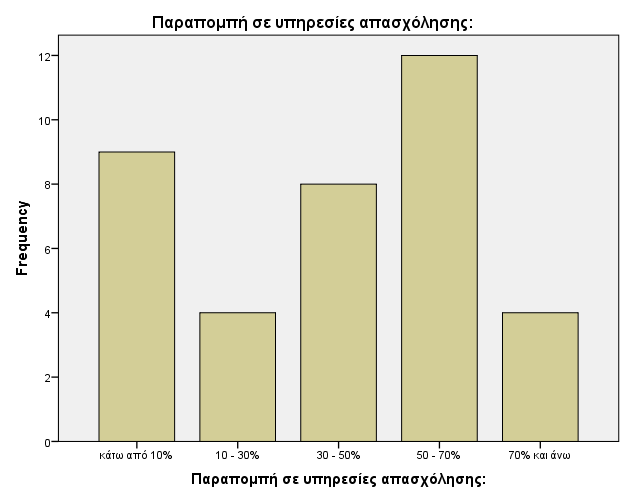 Παραπομπή σε υπηρεσίες απασχόλησης:
12
10
8
6
4
2
0
Frequency
κάτω από 10%
10 - 30%
30 - 50%
50 - 70%
70% και άνω
Παραπομπή σε υπηρεσίες απασχόλησης: